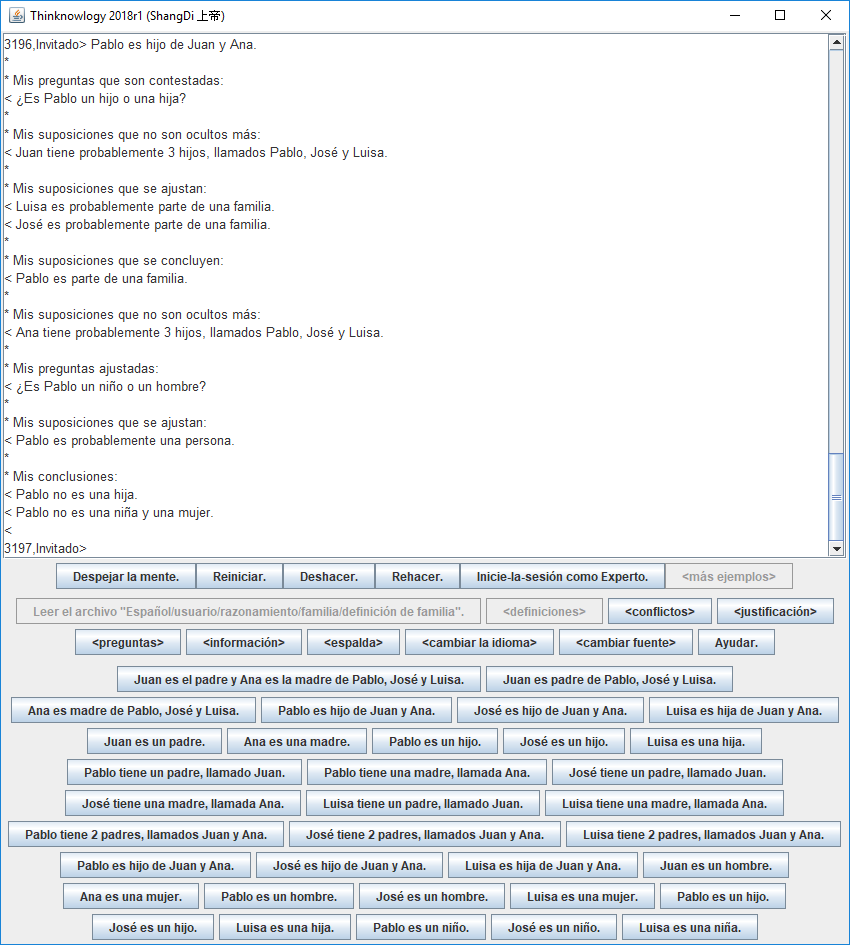 Thinknowlogy 2018r1 (ShangDi 上帝)
3196,Invitado> Pablo es hijo de Juan y Ana.
*
* Mis preguntas que son contestadas:
< ¿Es Pablo un hijo o una hija?
*
* Mis suposiciones que no son ocultos más:
< Juan tiene probablemente 3 hijos, llamados Pablo, José y Luisa.
*
* Mis suposiciones que se ajustan:
< Luisa es probablemente parte de una familia.
< José es probablemente parte de una familia.
*
* Mis suposiciones que se concluyen:
< Pablo es parte de una familia.
*
* Mis suposiciones que no son ocultos más:
< Ana tiene probablemente 3 hijos, llamados Pablo, José y Luisa.
*
* Mis preguntas ajustadas:
< ¿Es Pablo un niño o un hombre?
*
* Mis suposiciones que se ajustan:
< Pablo es probablemente una persona.
*
* Mis conclusiones:
< Pablo no es una hija.
< Pablo no es una niña y una mujer.
<
3197,Invitado>
Despejar la mente. Reiniciar. Deshacer. Rehacer. Inicie-la-sesión como Experto. <más ejemplos>
Leer el archivo "Español/usuario/razonamiento/familia/definición de familia". <definiciones> <conflictos> <justificación>
<preguntas> <información> <espalda> <cambiar la idioma> <cambiar fuente> Ayudar.
Juan es el padre y Ana es la madre de Pablo, José y Luisa. Juan es padre de Pablo, José y Luisa.
Ana es madre de Pablo, José y Luisa. Pablo es hijo de Juan y Ana. José es hijo de Juan y Ana. Luisa es hija de Juan y Ana.
Juan es un padre. Ana es una madre. Pablo es un hijo. José es un hijo. Luisa es una hija.
Pablo tiene un padre, llamado Juan. Pablo tiene una madre, llamada Ana. José tiene un padre, llamado Juan.
José tiene una madre, llamada Ana. Luisa tiene un padre, llamado Juan. Luisa tiene una madre, llamada Ana.
Pablo tiene 2 padres, llamados Juan y Ana. José tiene 2 padres, llamados Juan y Ana. Luisa tiene 2 padres, llamados Juan y Ana.
Pablo es hijo de Juan y Ana. José es hijo de Juan y Ana. Luisa es hija de Juan y Ana. Juan es un hombre.
Ana es una mujer. Pablo es un hombre. José es un hombre. Luisa es una mujer. Pablo es un hijo.
José es un hijo. Luisa es una hija. Pablo es un niño. José es un niño. Luisa es una niña.